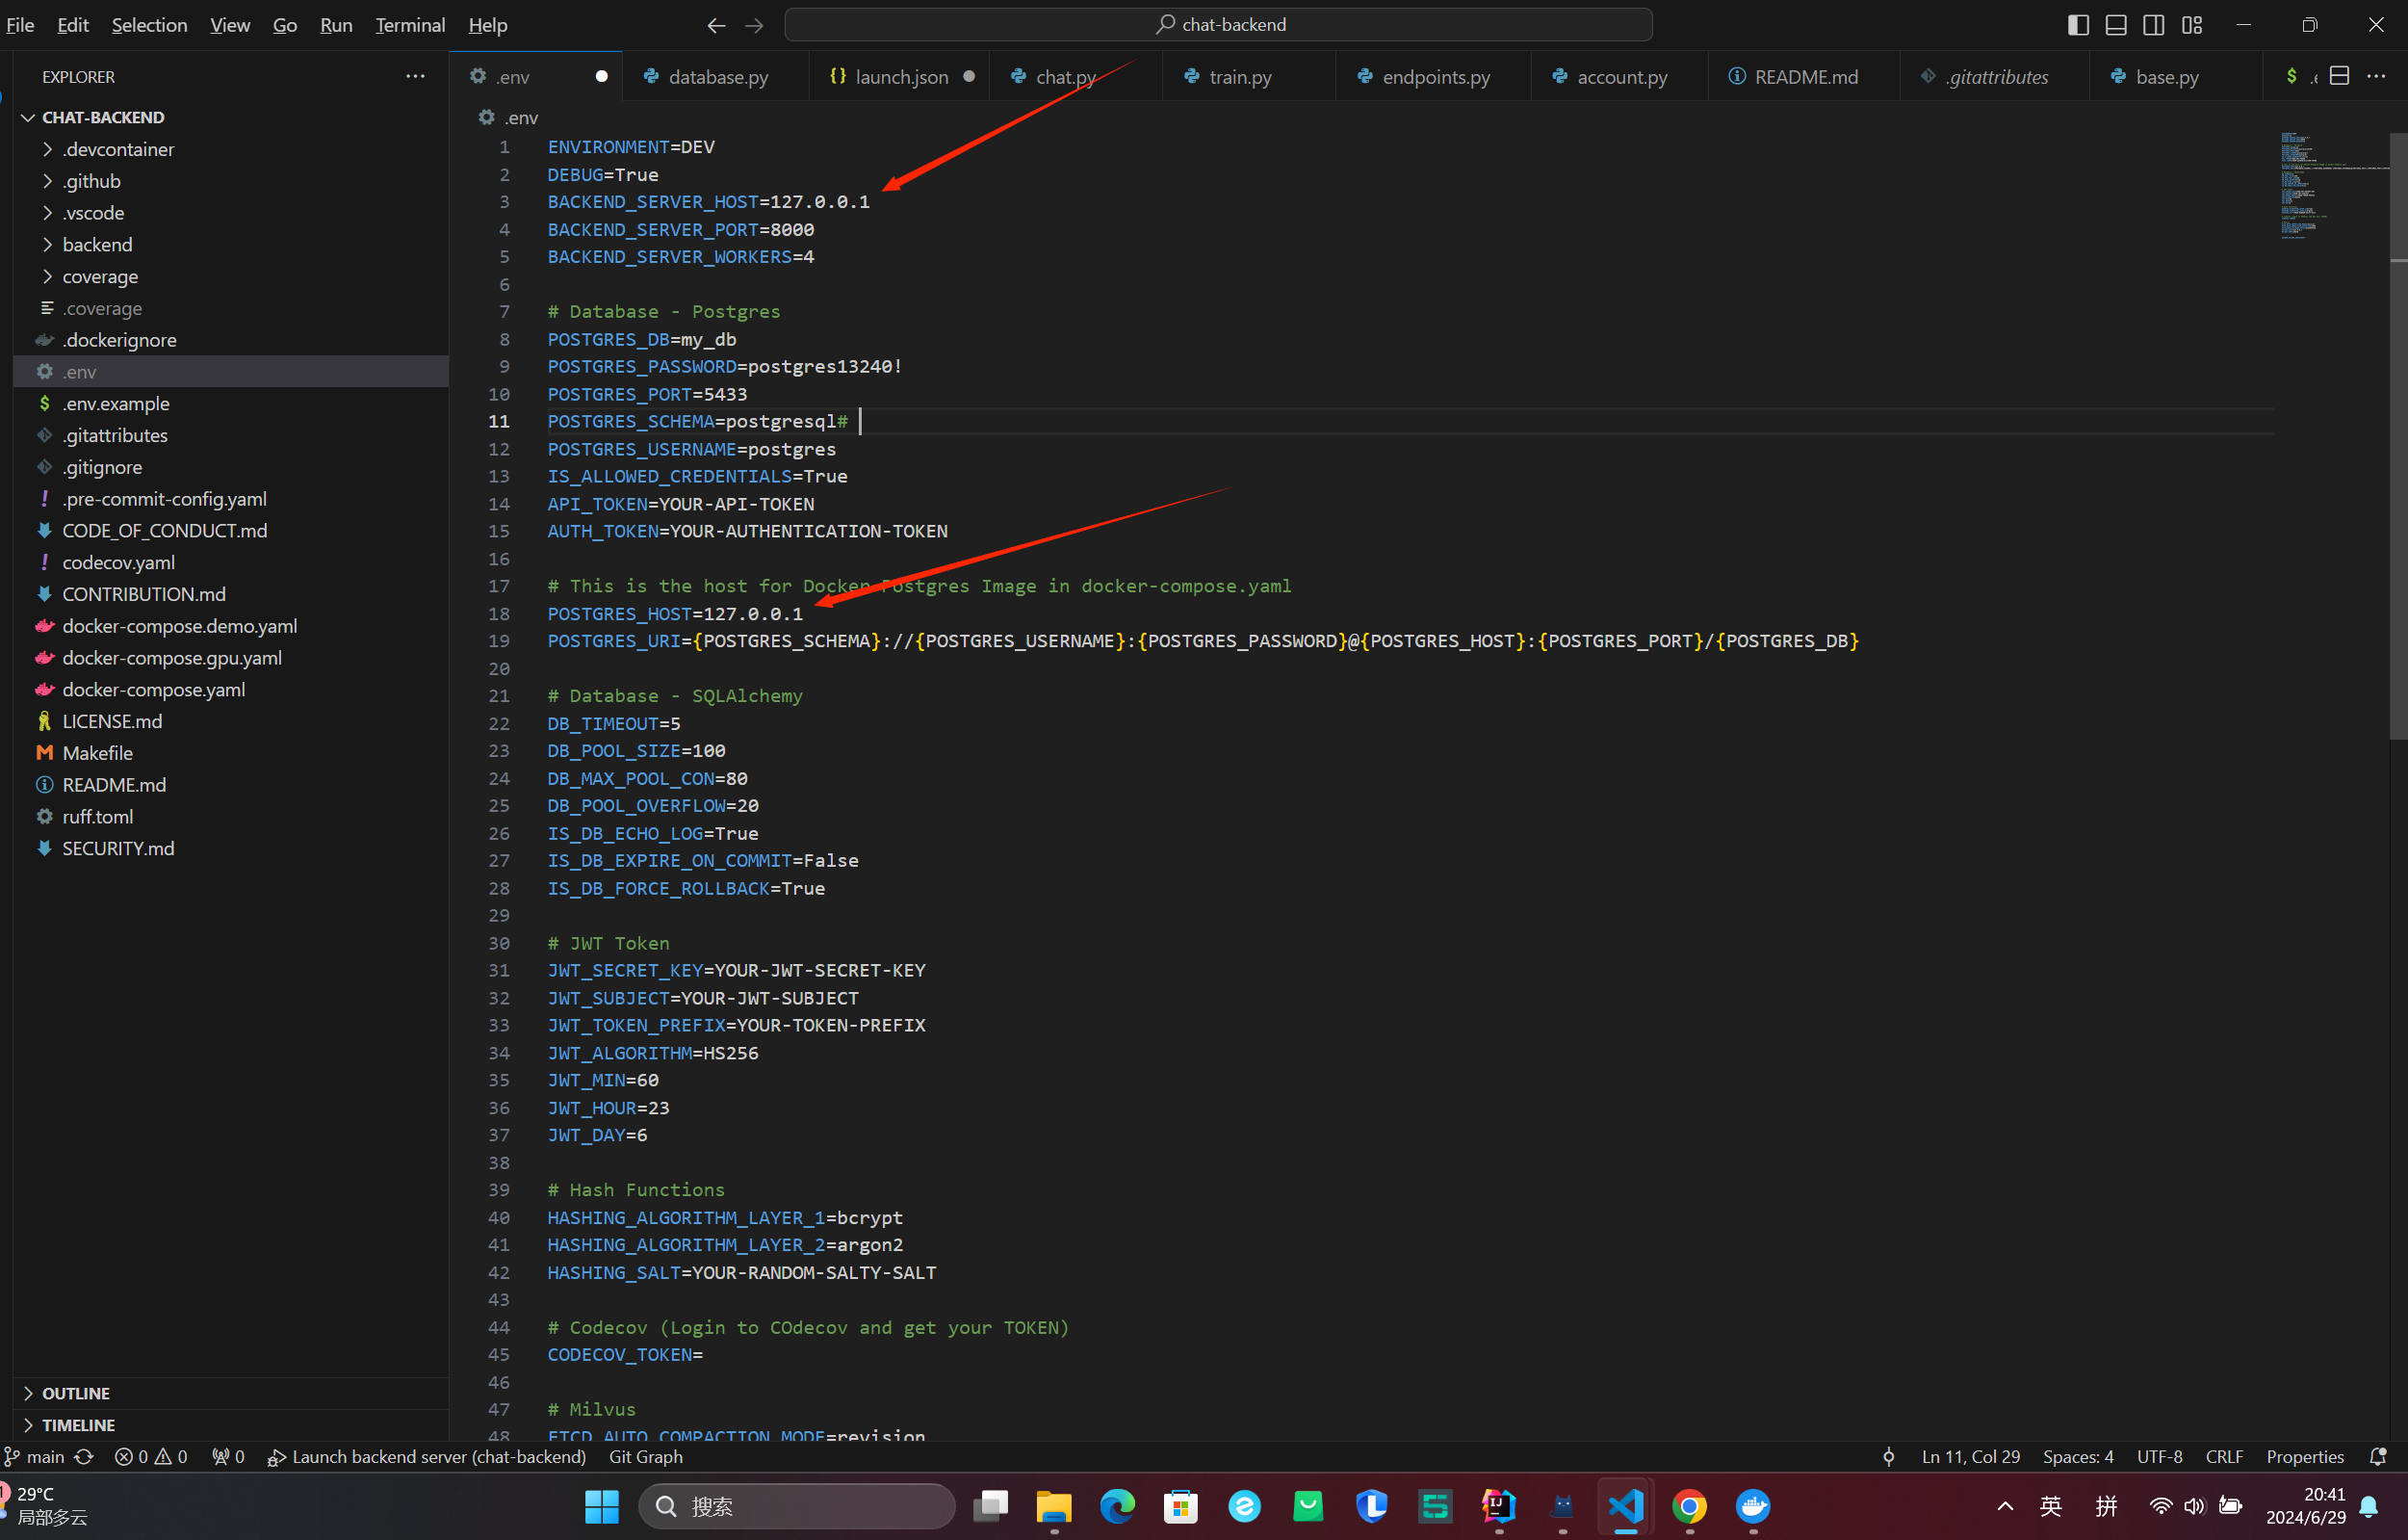 File Edit Selection View Go Run Terminal Help
chat-backend
EXPLORER
.env
database.py
launch.json
chat.py
train.py
endpoints.py
account.py
README.md
.gitattributes
base.py
CHAT-BACKEND
.devcontainer
.github
.vscode
backend
coverage
.coverage
.dockerignore
.env
.env.example
.gitattributes
.gitignore
.pre-commit-config.yaml
CODE_OF_CONDUCT.md
codecov.yaml
CONTRIBUTION.md
docker-compose.demo.yaml
docker-compose.gpu.yaml
docker-compose.yaml
LICENSE.md
Makefile
README.md
ruff.toml
SECURITY.md
OUTLINE
TIMELINE
.env
1 ENVIRONMENT=DEV
2 DEBUG=True
3 BACKEND_SERVER_HOST=127.0.0.1
4 BACKEND_SERVER_PORT=8000
5 BACKEND_SERVER_WORKERS=4
6
7 # Database - Postgres
8 POSTGRES_DB=my_db
9 POSTGRES_PASSWORD=postgres13240!
10 POSTGRES_PORT=5433
11 POSTGRES_SCHEMA=postgresql#
12 POSTGRES_USERNAME=postgres
13 IS_ALLOWED_CREDENTIALS=True
14 API_TOKEN=YOUR-API-TOKEN
15 AUTH_TOKEN=YOUR-AUTHENTICATION-TOKEN
16
17 # This is the host for Docker Postgres Image in docker-compose.yaml
18 POSTGRES_HOST=127.0.0.1
19 POSTGRES_URI={POSTGRES_SCHEMA}://{POSTGRES_USERNAME}:{POSTGRES_PASSWORD}@{POSTGRES_HOST}:{POSTGRES_PORT}/{POSTGRES_DB}
20
21 # Database - SQLAlchemy
22 DB_TIMEOUT=5
23 DB_POOL_SIZE=100
24 DB_MAX_POOL_CON=80
25 DB_POOL_OVERFLOW=20
26 IS_DB_ECHO_LOG=True
27 IS_DB_EXPIRE_ON_COMMIT=False
28 IS_DB_FORCE_ROLLBACK=True
29
30 # JWT Token
31 JWT_SECRET_KEY=YOUR-JWT-SECRET-KEY
32 JWT_SUBJECT=YOUR-JWT-SUBJECT
33 JWT_TOKEN_PREFIX=YOUR-TOKEN-PREFIX
34 JWT_ALGORITHM=HS256
35 JWT_MIN=60
36 JWT_HOUR=23
37 JWT_DAY=6
38
39 # Hash Functions
40 HASHING_ALGORITHM_LAYER_1=bcrypt
41 HASHING_ALGORITHM_LAYER_2=argon2
42 HASHING_SALT=YOUR-RANDOM-SALTY-SALT
43
44 # Codecov (Login to COdecov and get your TOKEN)
45 CODECOV_TOKEN=
46
47 # Milvus
48 ETCD_AUTO_COMPACTION_MODE=revision
main 0 0 0 Launch backend server (chat-backend) Git Graph
Ln 11, Col 29 Spaces: 4 UTF-8 CRLF Properties
29°C
局部多云
搜索
英 拼
20:41
2024/6/29